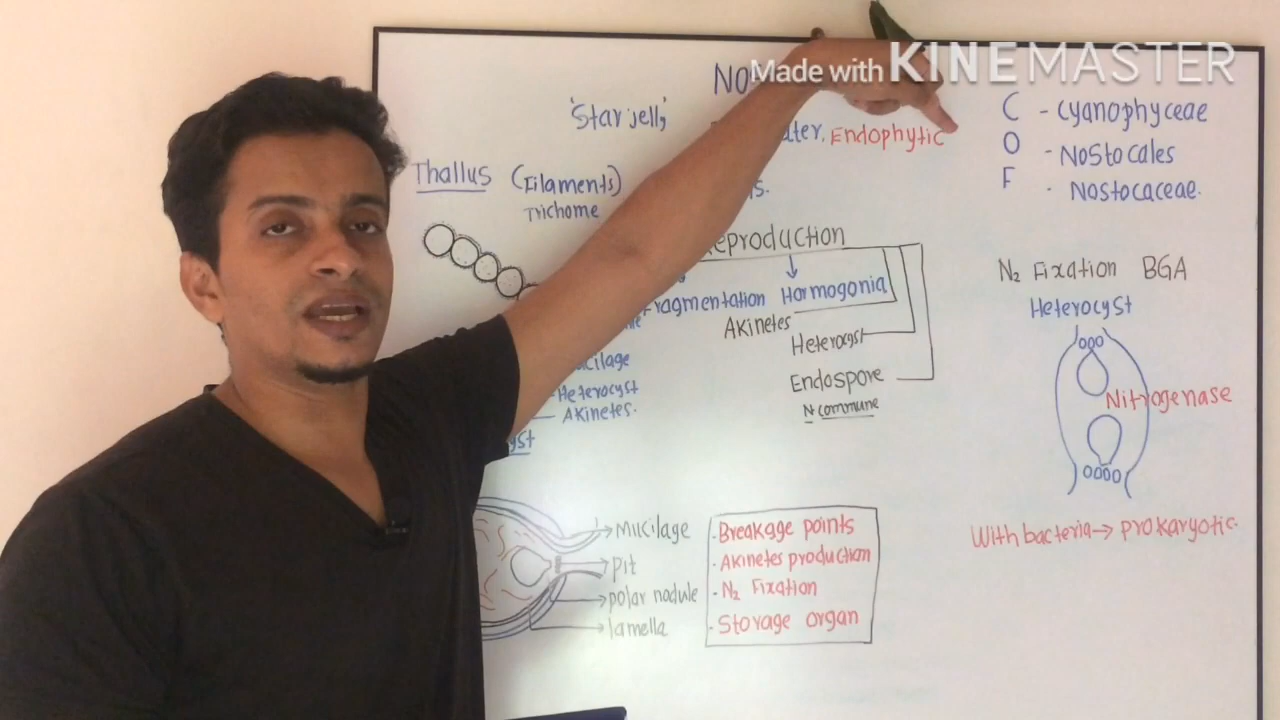 Made with KINEMASTER
'Star jelly'
Endophytic
C - Cyanophyceae
O - Nostocales
F - Nostocaceae.
Thallus (Filaments)
Trichome
Fragmentation Hormogonia
Akinetes
Heterocyst
Endospore
N commune
Heterocyst
Akinetes.
N2 Fixation BGA
Heterocyst
Nitrogenase
With bacteria → prokaryotic.
Mucilage
Pit
polar nodule
lamella
· Breakage points
· Akinetes production
· N2 Fixation
· Storage organ